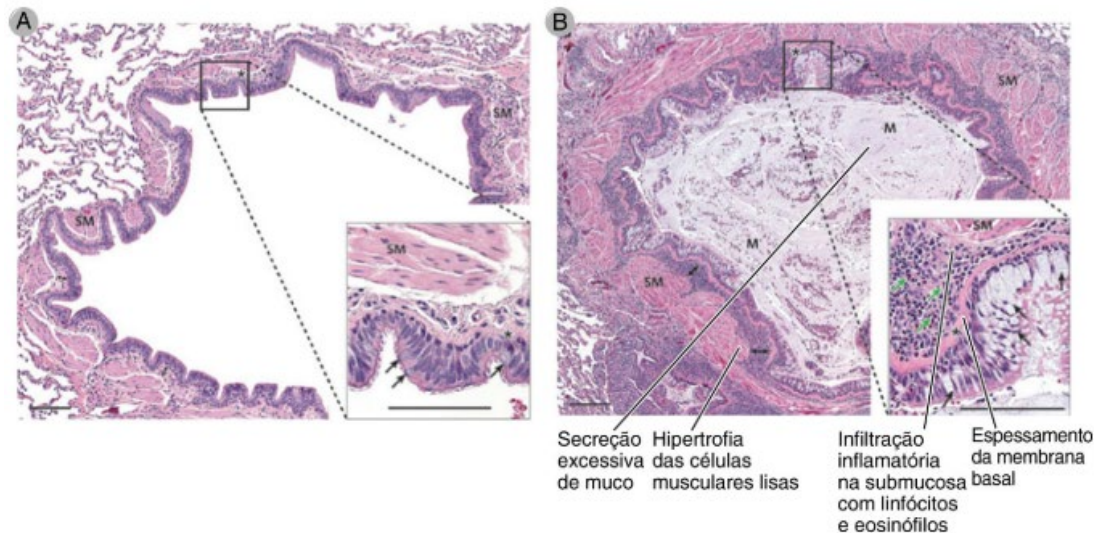 A
SM
SM
SM
*
SM
*
B
*
SM
SM
M
M
SM
SM
*
Secreção
excessiva
de muco
Hipertrofia
das células
musculares lisas
Infiltração
inflamatória
na submucosa
com linfócitos
e eosinófilos
Espessamento
da membrana
basal